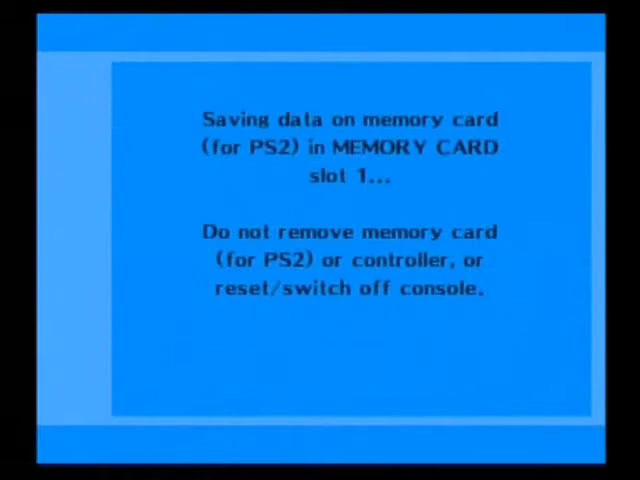 Saving data on memory card
(for PS2) in MEMORY CARD
slot 1...
Do not remove memory card
(for PS2) or controller, or
reset/switch off console.